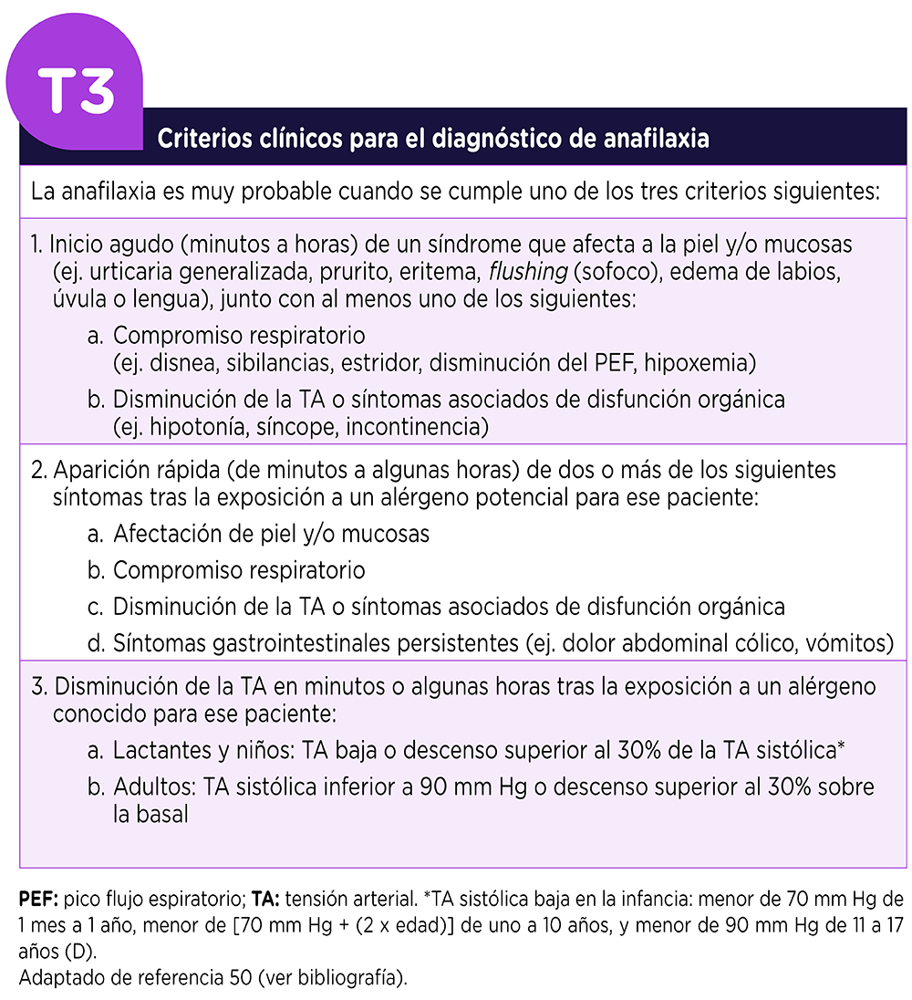 T3
Criterios clínicos para el diagnóstico de anafilaxia
La anafilaxia es muy probable cuando se cumple uno de los tres criterios siguientes:
1. Inicio agudo (minutos a horas) de un síndrome que afecta a la piel y/o mucosas
(ej. urticaria generalizada, prurito, eritema, flushing (sofoco), edema de labios,
úvula o lengua), junto con al menos uno de los siguientes:
a. Compromiso respiratorio
(ej. disnea, sibilancias, estridor, disminución del PEF, hipoxemia)
b. Disminución de la TA o síntomas asociados de disfunción orgánica
(ej. hipotonía, síncope, incontinencia)
2. Aparición rápida (de minutos a algunas horas) de dos o más de los siguientes
síntomas tras la exposición a un alérgeno potencial para ese paciente:
a. Afectación de piel y/o mucosas
b. Compromiso respiratorio
c. Disminución de la TA o síntomas asociados de disfunción orgánica
d. Síntomas gastrointestinales persistentes (ej. dolor abdominal cólico, vómitos)
3. Disminución de la TA en minutos o algunas horas tras la exposición a un alérgeno
conocido para ese paciente:
a. Lactantes y niños: TA baja o descenso superior al 30% de la TA sistólica*
b. Adultos: TA sistólica inferior a 90 mm Hg o descenso superior al 30% sobre
la basal
PEF: pico flujo espiratorio; TA: tensión arterial. *TA sistólica baja en la infancia: menor de 70 mm Hg de
1 mes a 1 año, menor de [70 mm Hg + (2 x edad)] de uno a 10 años, y menor de 90 mm Hg de 11 a 17
años (D).
Adaptado de referencia 50 (ver bibliografía).